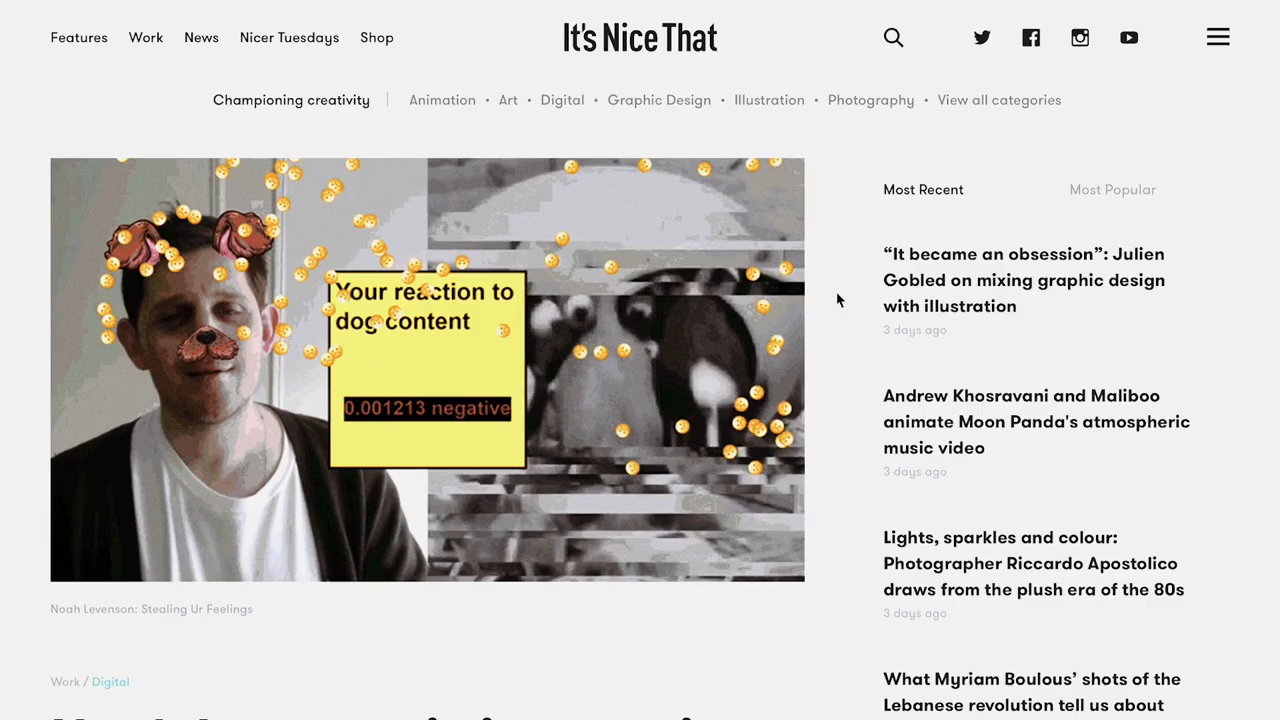 Features Work News Nicer Tuesdays Shop
It's Nice That
Championing creativity
Animation • Art • Digital • Graphic Design • Illustration • Photography • View all categories
Your reaction to
dog content
0.001213 negative
Noah Levenson: Stealing Ur Feelings
Work / Digital
Most Recent Most Popular
“It became an obsession”: Julien
Gobled on mixing graphic design
with illustration
3 days ago
Andrew Khosravani and Maliboo
animate Moon Panda's atmospheric
music video
3 days ago
Lights, sparkles and colour:
Photographer Riccardo Apostolico
draws from the plush era of the 80s
3 days ago
What Myriam Boulous’ shots of the
Lebanese revolution tell us about